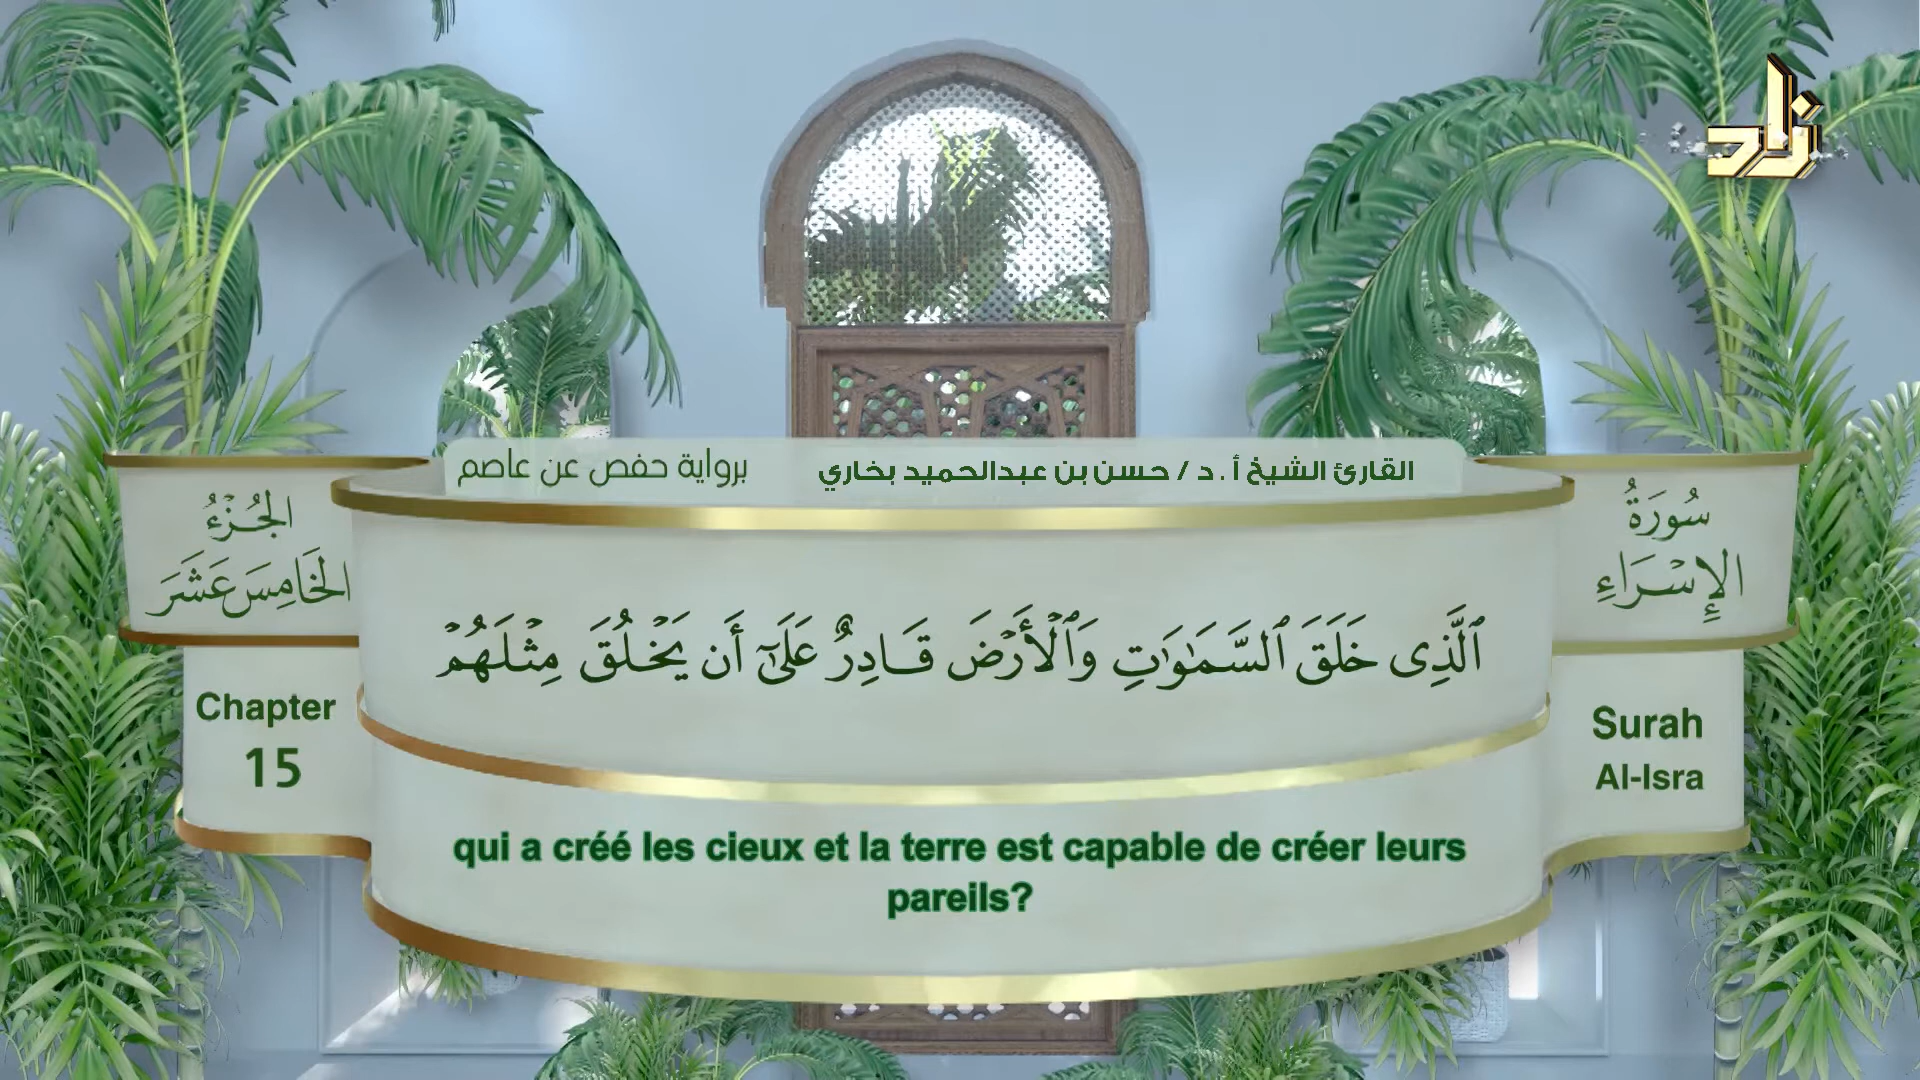 زاد
القارئ الشيخ أ . د / حسن بن عبدالحميد بخاري
برواية حفص عن عاصم
سُورَةُ
الإِسْرَاءِ
الجُزْءُ
الخَامِسَ عَشَرَ
ٱلَّذِى خَلَقَ ٱلسَّمَـٰوَٰتِ وَٱلْأَرْضَ قَادِرٌ عَلَىٰٓ أَن يَخْلُقَ مِثْلَهُمْ
Chapter
15
Surah
Al-Isra
qui a créé les cieux et la terre est capable de créer leurs
pareils?